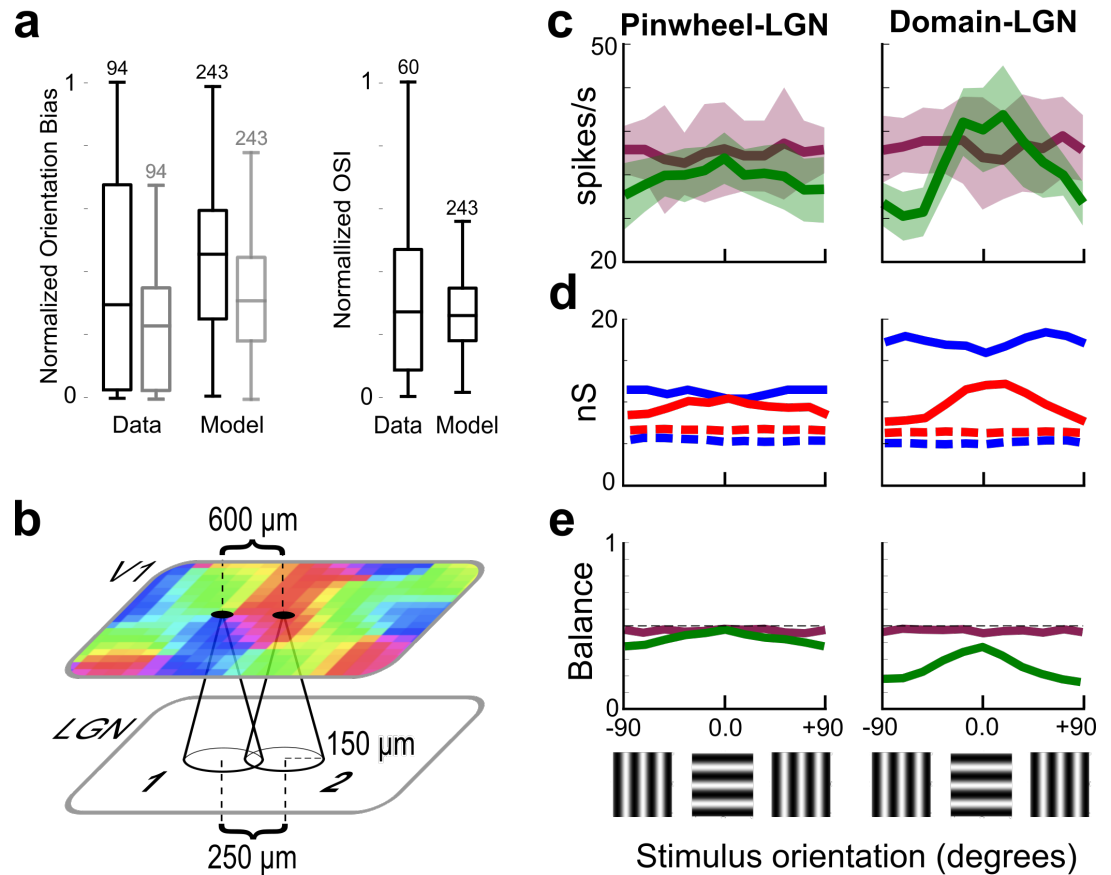 a
94
94
243
243
1
0
Normalized Orientation Bias
Data
Model
60
243
1
0
Normallized OSI
Data
Model
b
600 µm
V1
LGN
150 µm
1
2
250 µm
c
Pinwheel-LGN
Domain-LGN
50
spikes/s
20
d
20
nS
0
e
1
Balance
0
-90
0.0
+90
-90
0.0
+90
Stimulus orientation (degrees)